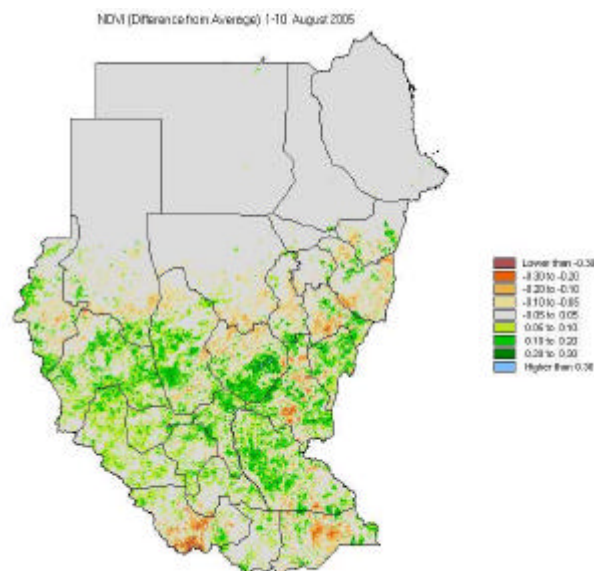 NDVI (Difference from Average) 1-10 August 2005
Lower than -0.30
-0.30 to -0.20
-0.20 to -0.10
-0.10 to -0.05
-0.05 to 0.05
0.05 to 0.10
0.10 to 0.20
0.20 to 0.30
Higher than 0.30